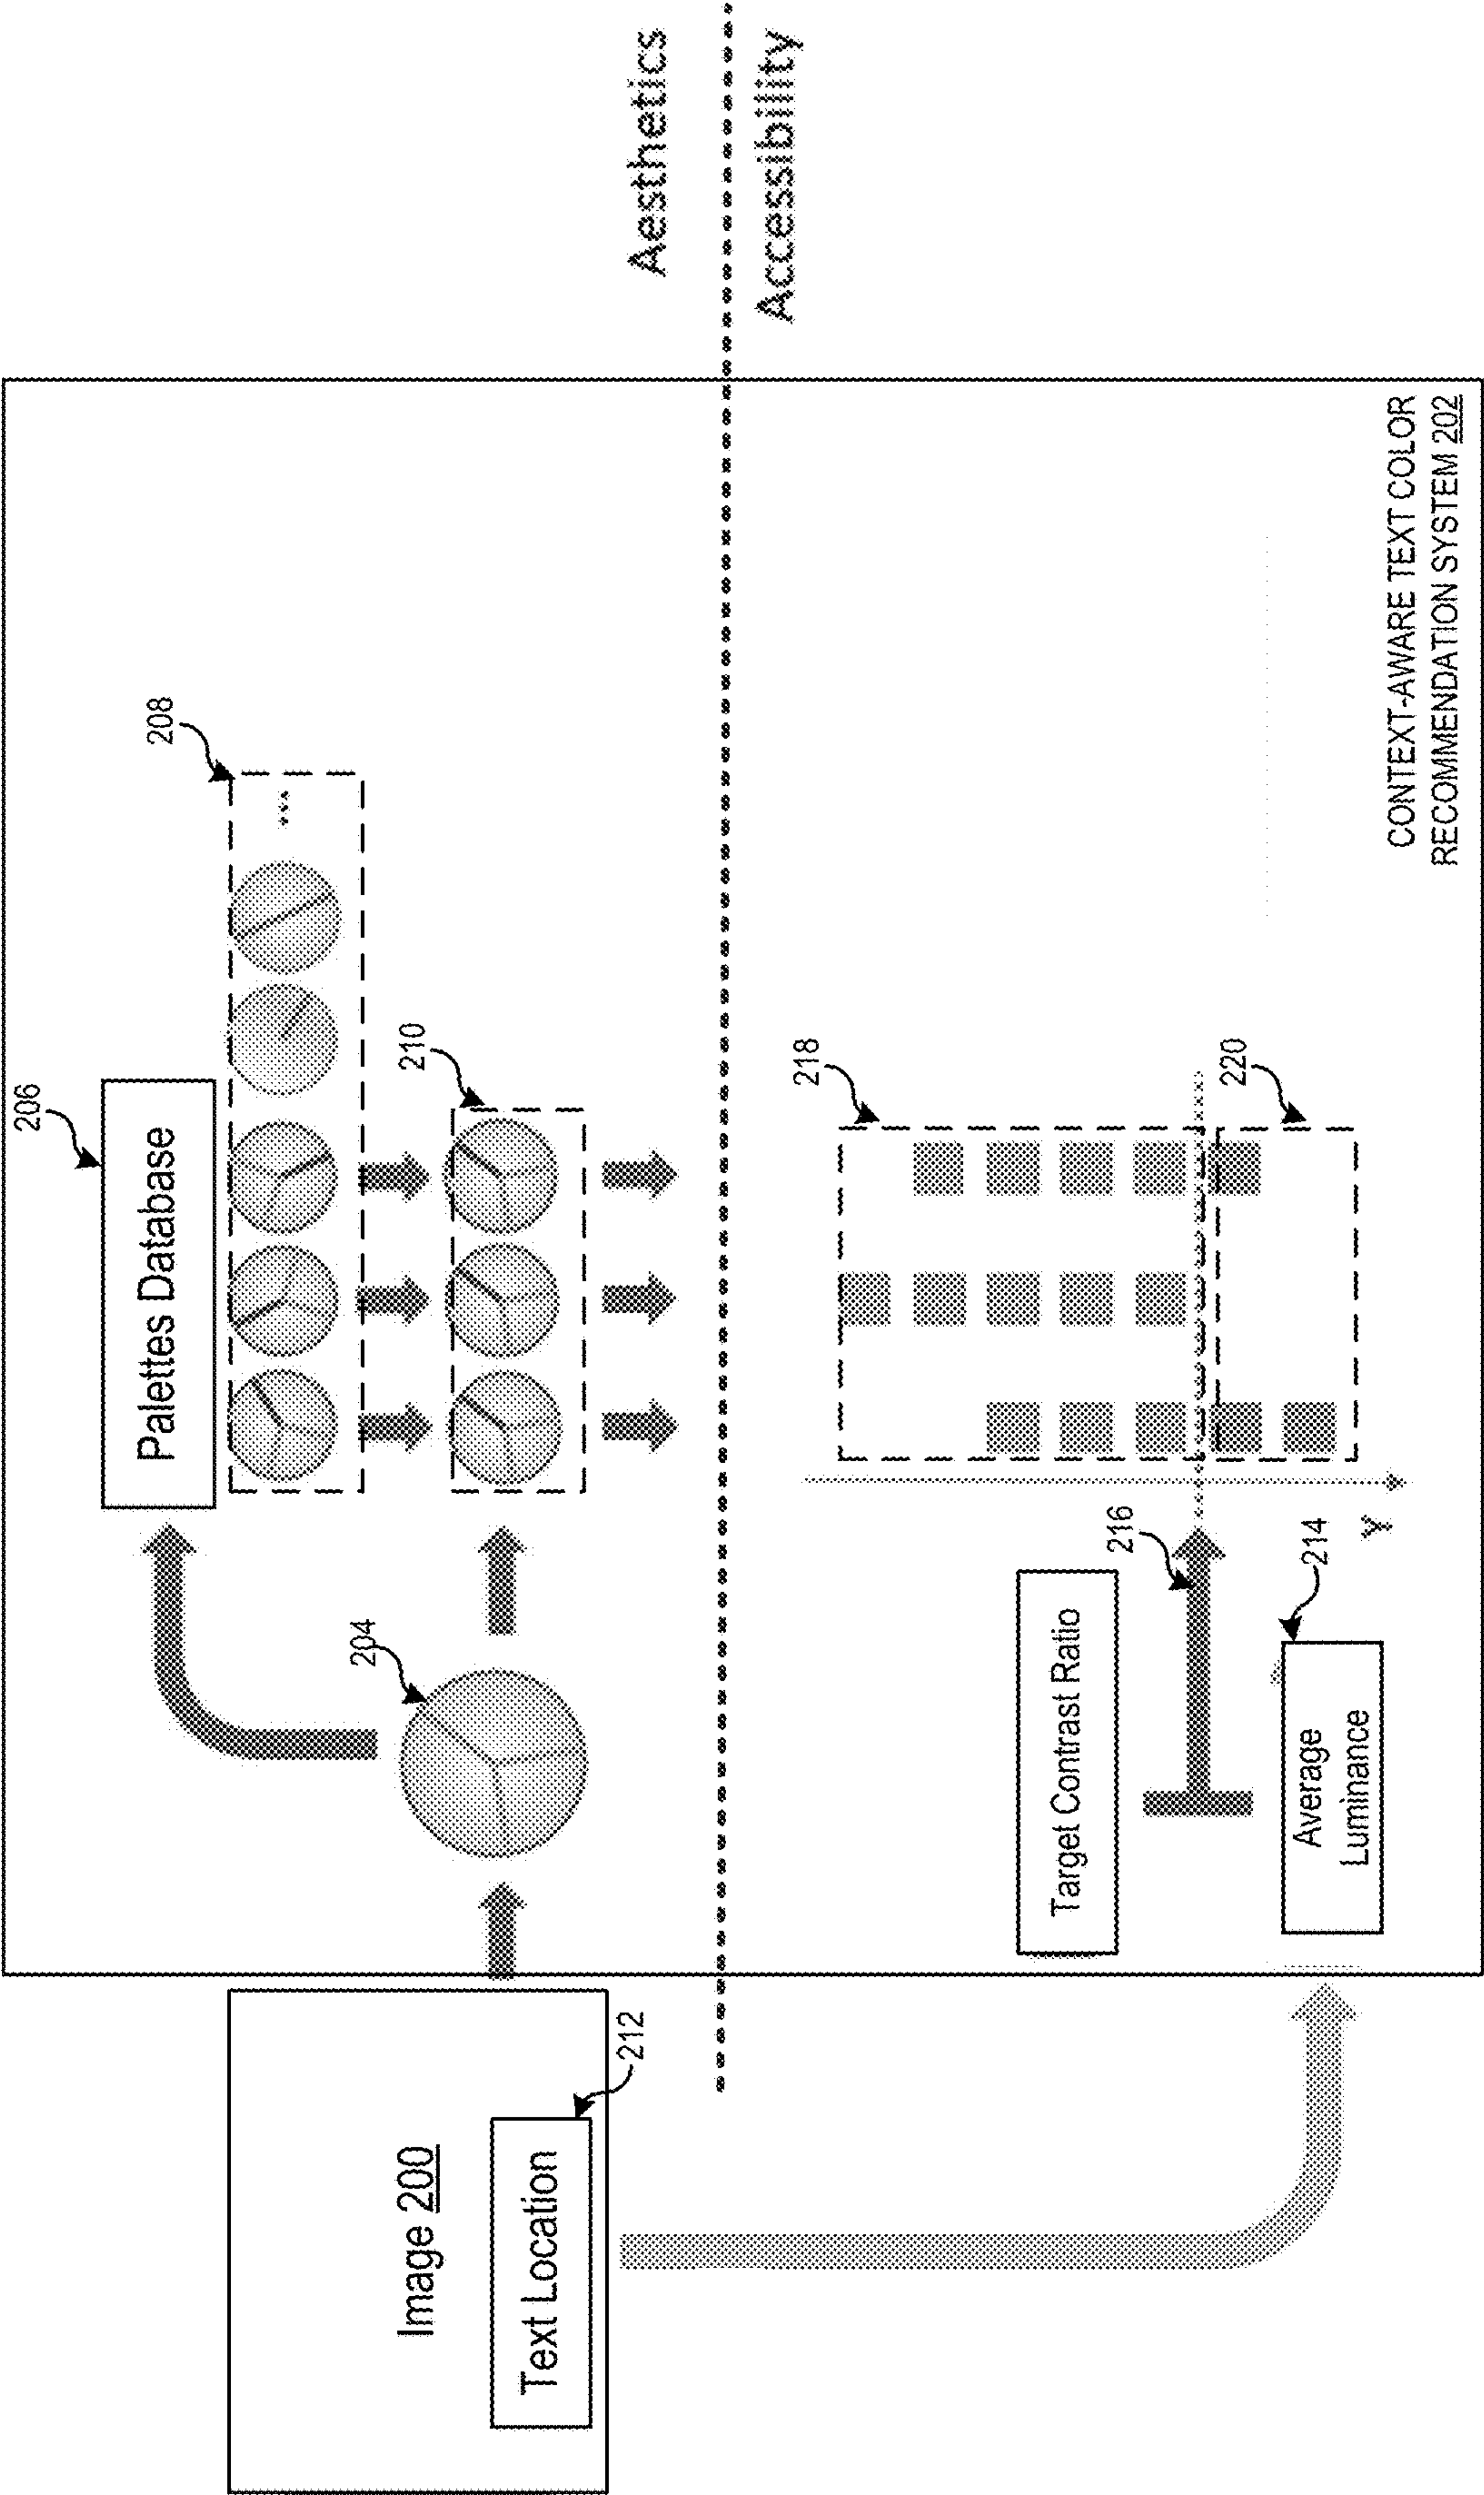 206
Palettes Database
208
Aesthetics
204
210
Image 200
Text Location
212
Accessibility
218
Target Contrast Ratio
216
220
Average
Luminance
214
Y
CONTEXT-AWARE TEXT COLOR
RECOMMENDATION SYSTEM 202